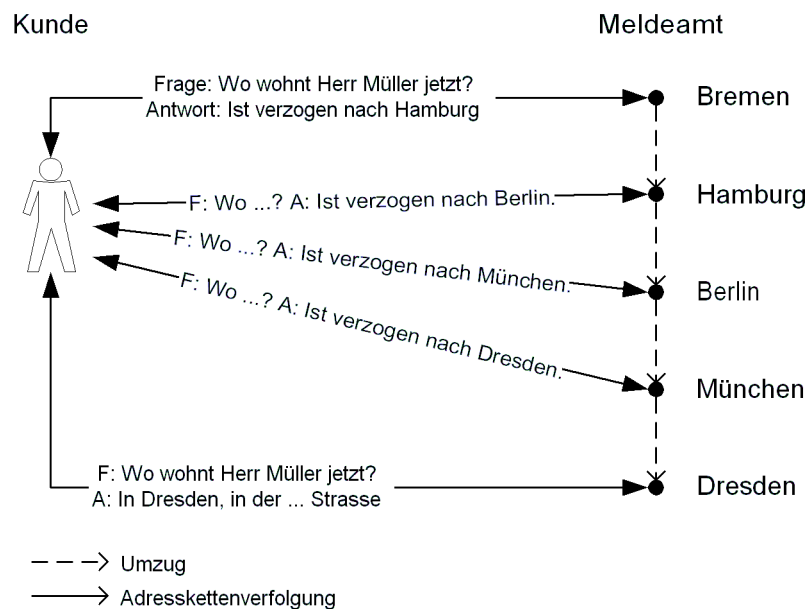 Kunde
Meldeamt
Frage: Wo wohnt Herr Müller jetzt?
Antwort: Ist verzogen nach Hamburg
Bremen
F: Wo ...? A: Ist verzogen nach Berlin.
Hamburg
F: Wo ...? A: Ist verzogen nach München.
Berlin
F: Wo ...? A: Ist verzogen nach Dresden.
München
F: Wo wohnt Herr Müller jetzt?
A: In Dresden, in der ... Strasse
Dresden
Umzug
Adresskettenverfolgung